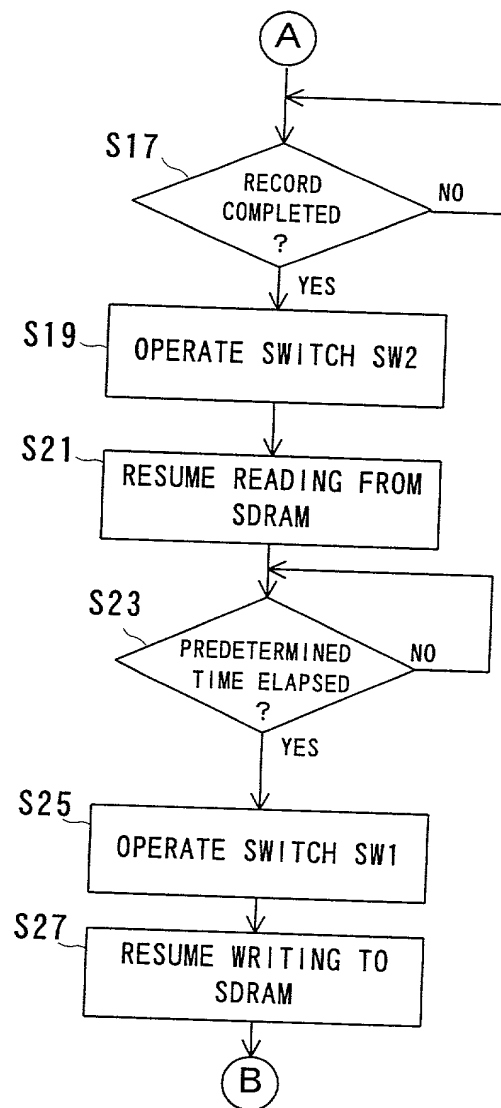 A
S17
RECORD
COMPLETED
?
NO
YES
S19
OPERATE SWITCH SW2
S21
RESUME READING FROM
SDRAM
S23
PREDETERMINED
TIME ELAPSED
?
NO
YES
S25
OPERATE SWITCH SW1
S27
RESUME WRITING TO
SDRAM
B